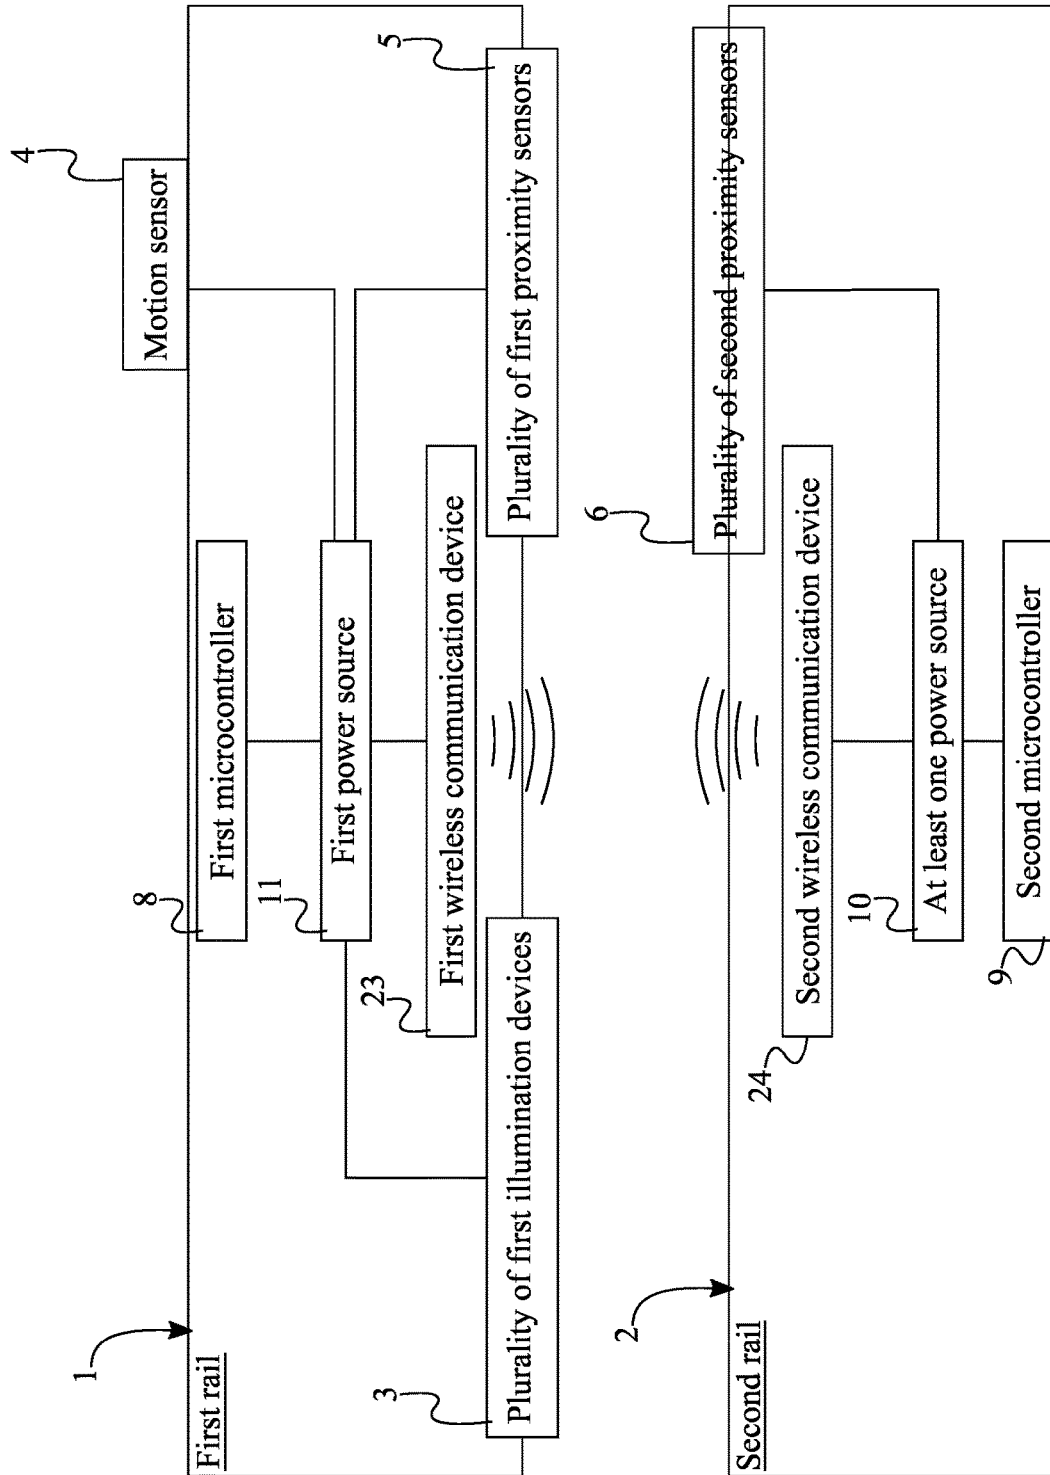 1
First rail
8
First microcontroller
4
Motion sensor
11
First power source
23
First wireless communication device
3
Plurality of first illumination devices
5
Plurality of first proximity sensors
2
Second rail
6
Plurality of second proximity sensors
24
Second wireless communication device
10
At least one power source
9
Second microcontroller